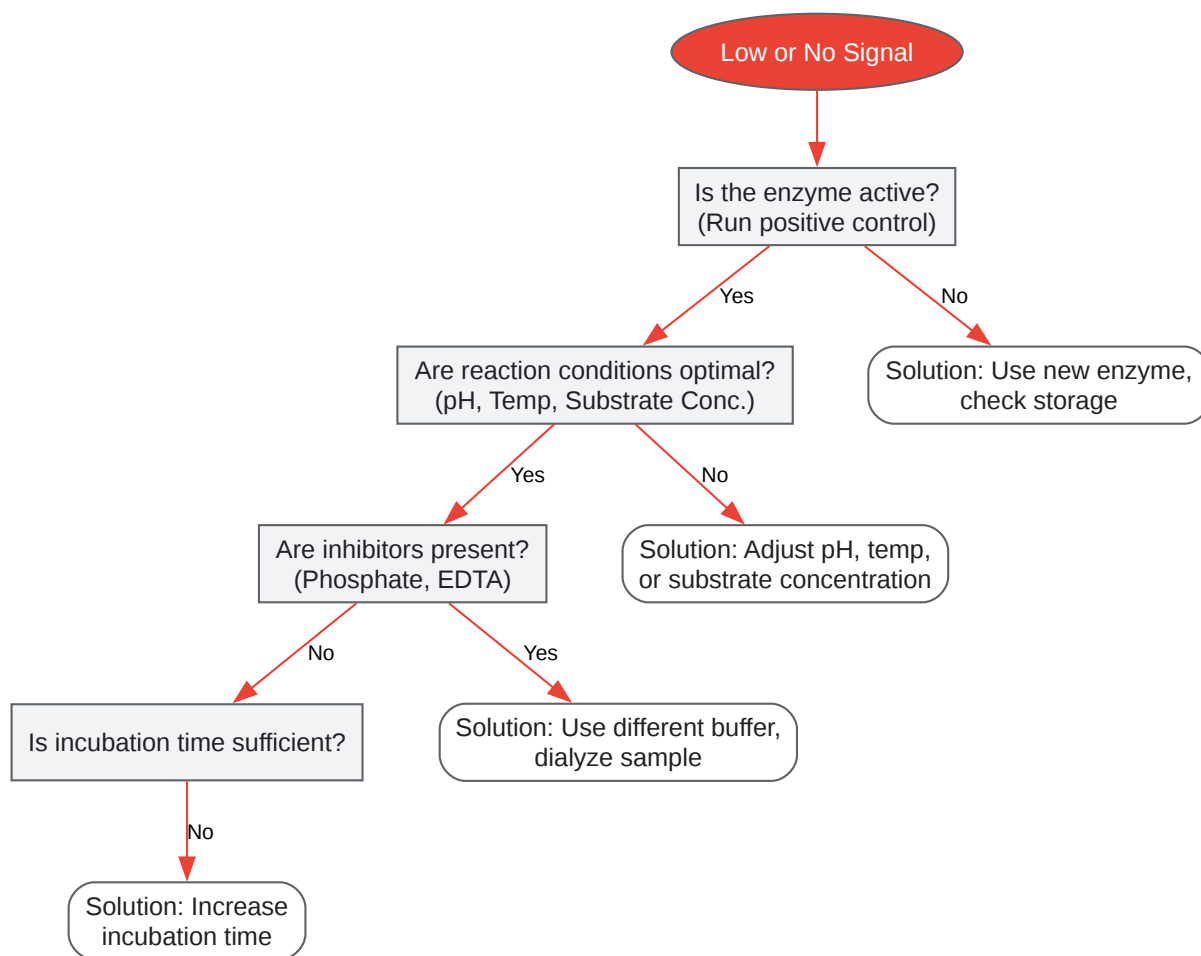 Low or No Signal
Is the enzyme active?
(Run positive control)
Yes
No
Are reaction conditions optimal?
(pH, Temp, Substrate Conc.)
Solution: Use new enzyme,
check storage
Yes
No
Are inhibitors present?
(Phosphate, EDTA)
Solution: Adjust pH, temp,
or substrate concentration
No
Yes
Is incubation time sufficient?
Solution: Use different buffer,
dialyze sample
No
Solution: Increase
incubation time